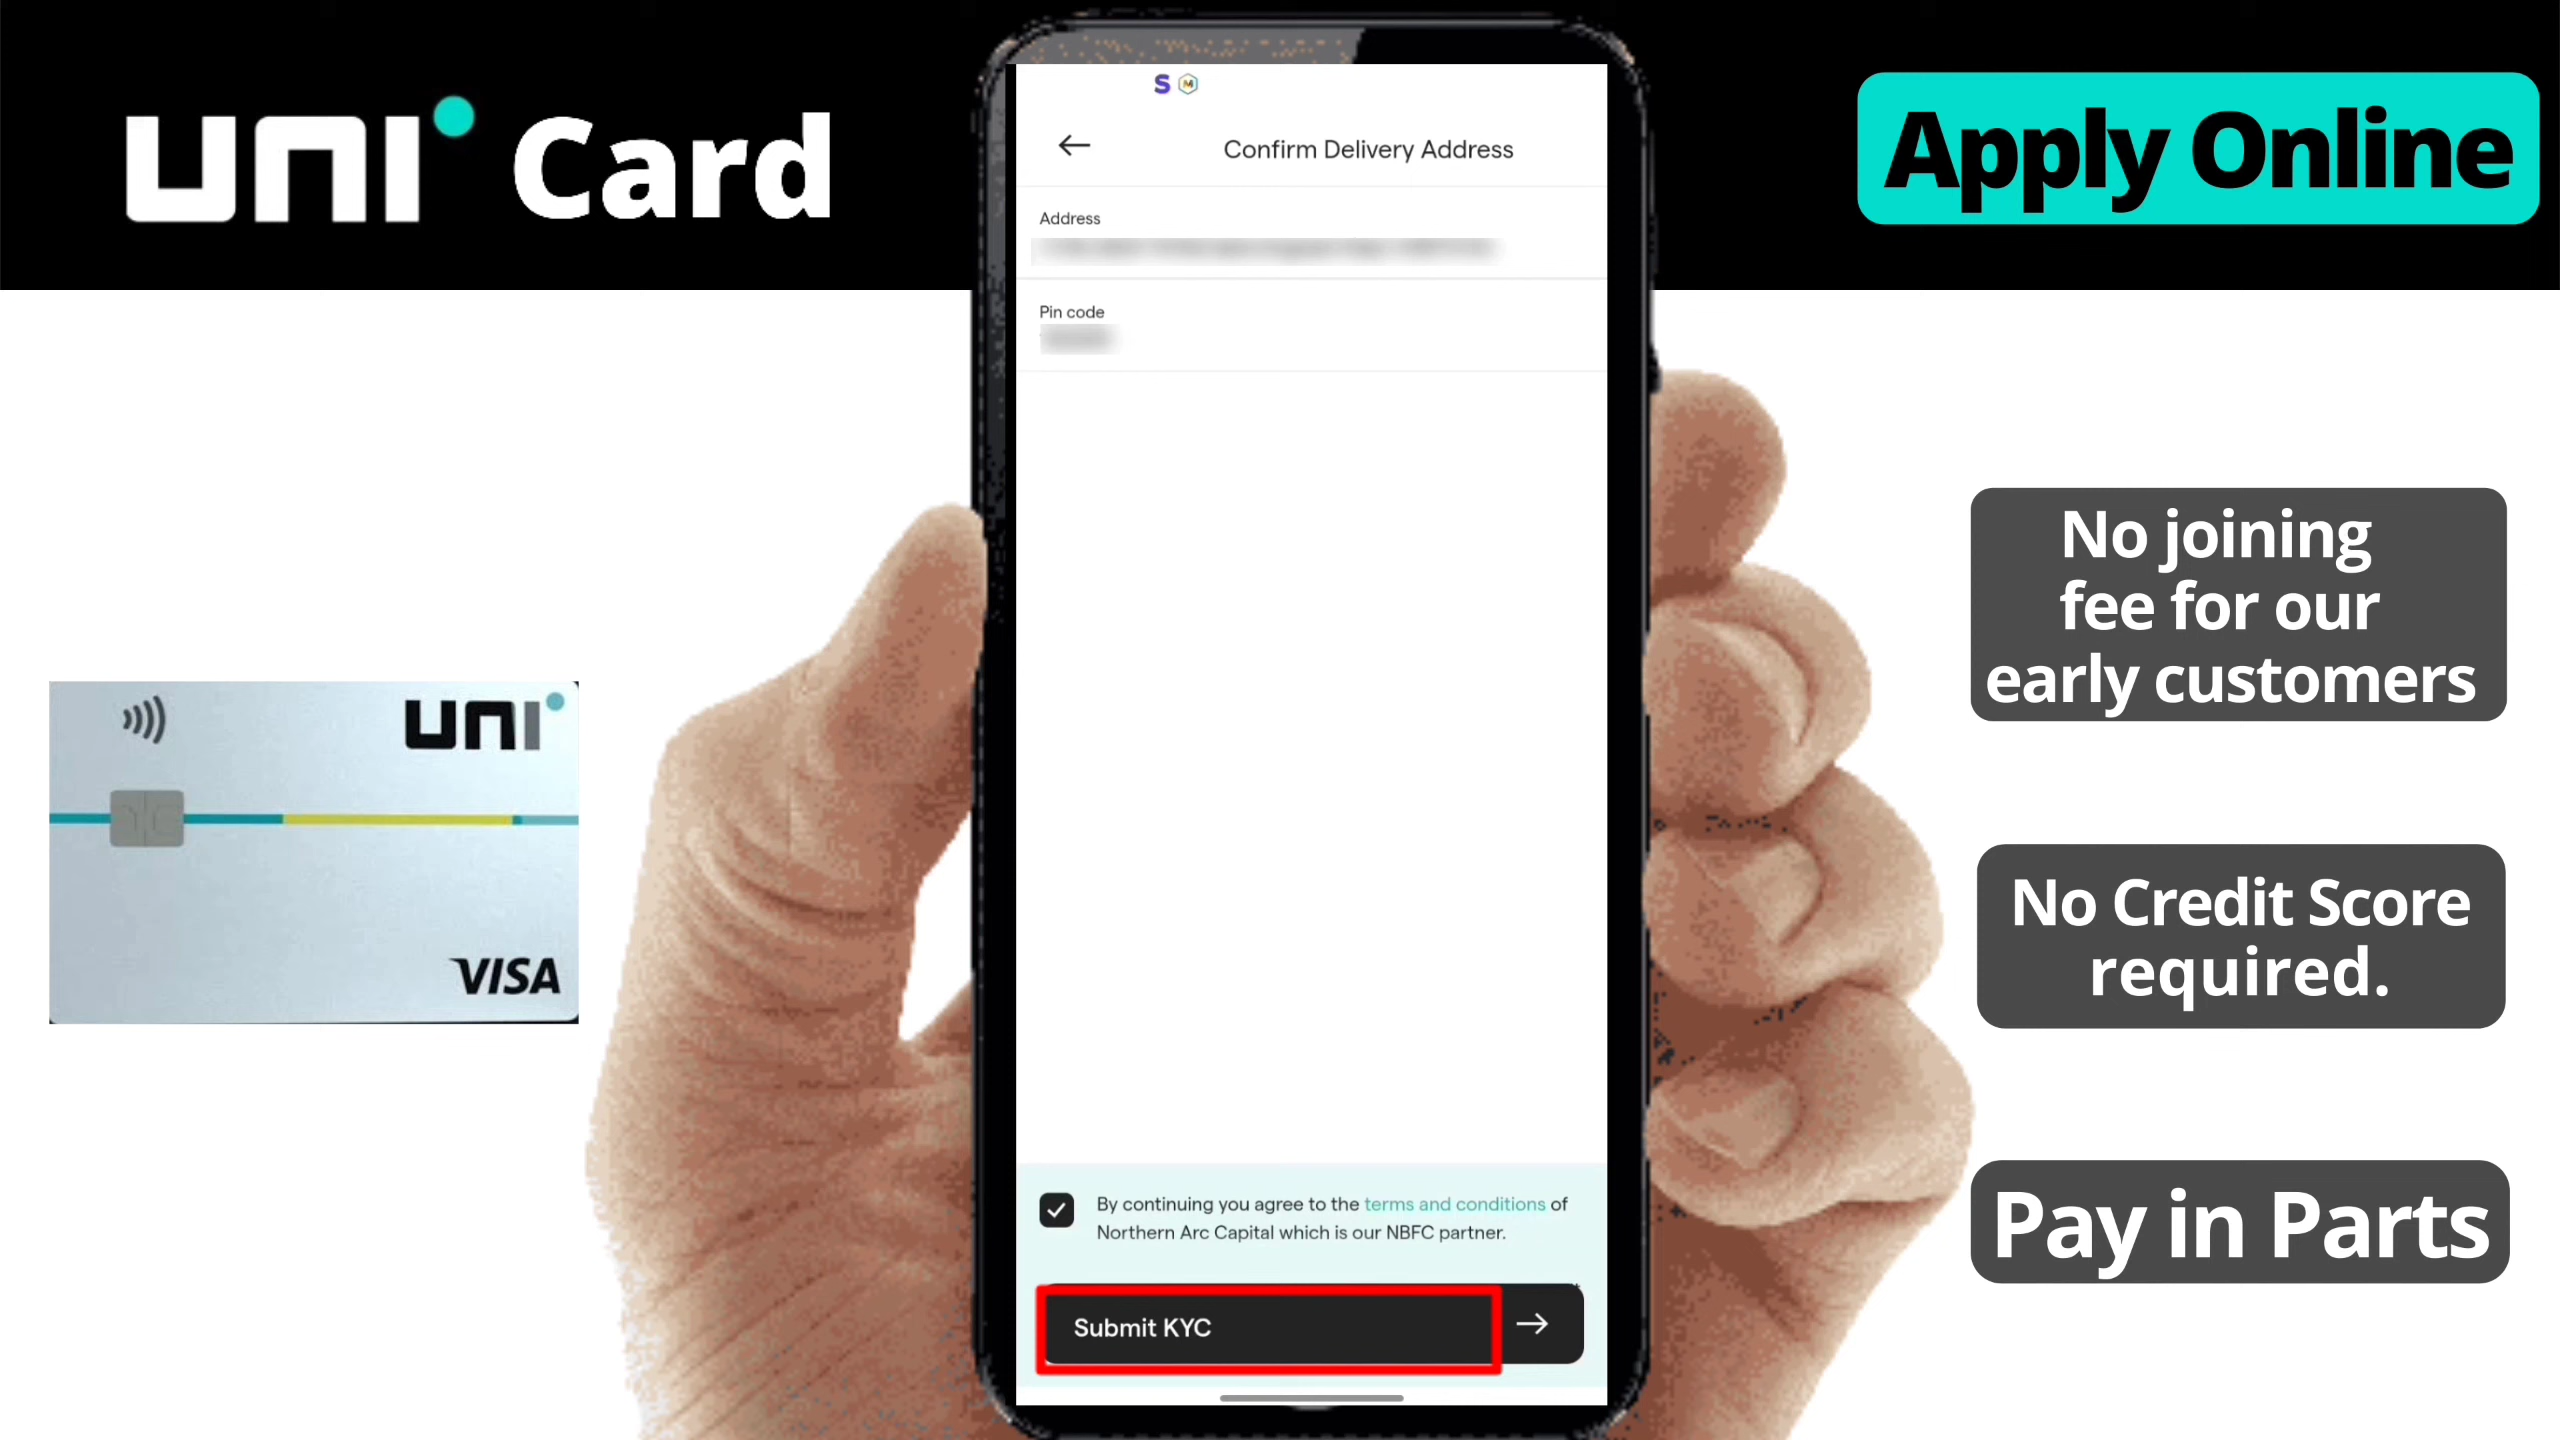 UNI Card
Apply Online
S M
Confirm Delivery Address
Address
Pin code
No joining
fee for our
early customers
UNI
VISA
No Credit Score
required.
Pay in Parts
By continuing you agree to the terms and conditions of
Northern Arc Capital which is our NBFC partner.
Submit KYC